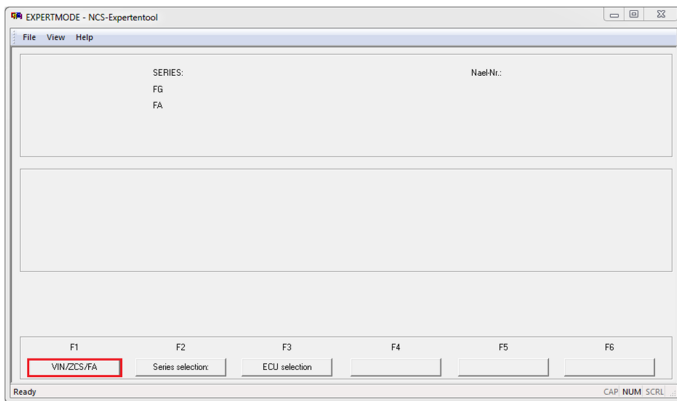 EXPERTMODE - NCS-Expertentool
File View Help
SERIES: Nael-Nr.:
FG
FA
F1 F2 F3 F4 F5 F6
VIN/ZCS/FA Series selection: ECU selection
Ready CAP NUM SCRL